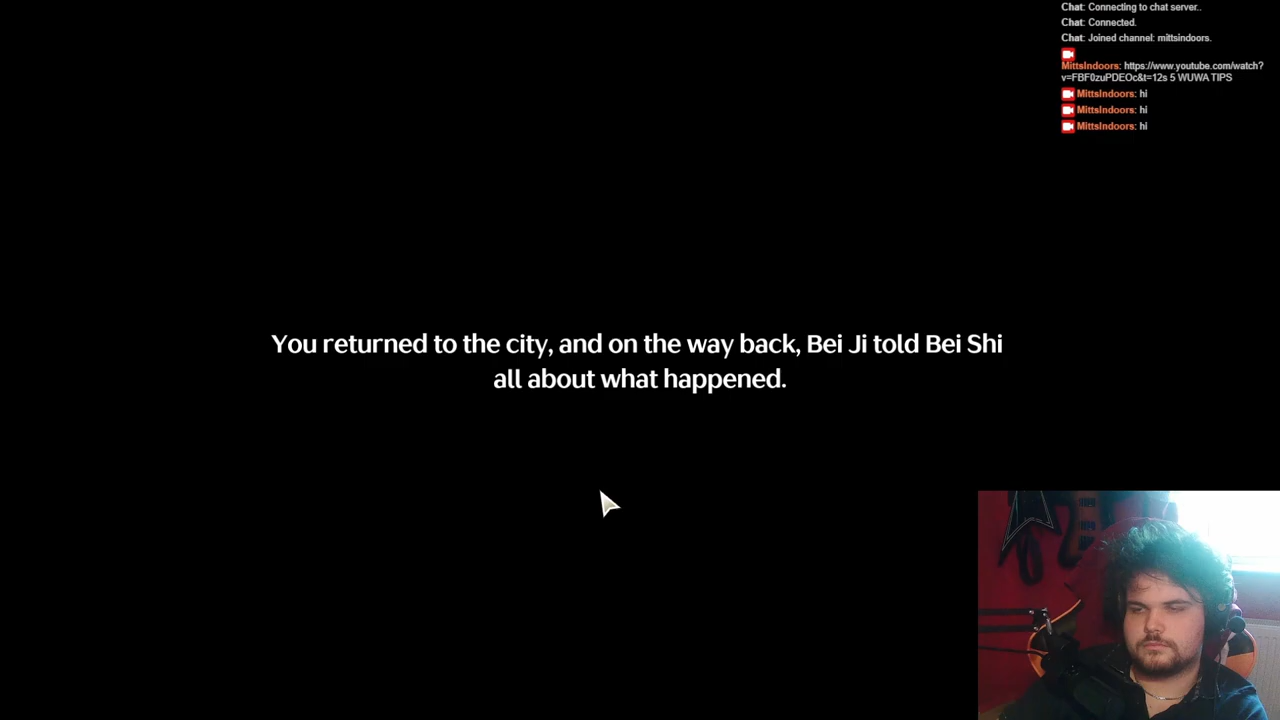 Chat: Connecting to chat server..
Chat: Connected.
Chat: Joined channel: mittsindoors.
MittsIndoors: https://www.youtube.com/watch?
v=FBF0zuPDEOc&t=12s 5 WUWA TIPS
MittsIndoors: hi
MittsIndoors: hi
MittsIndoors: hi
You returned to the city, and on the way back, Bei Ji told Bei Shi
all about what happened.